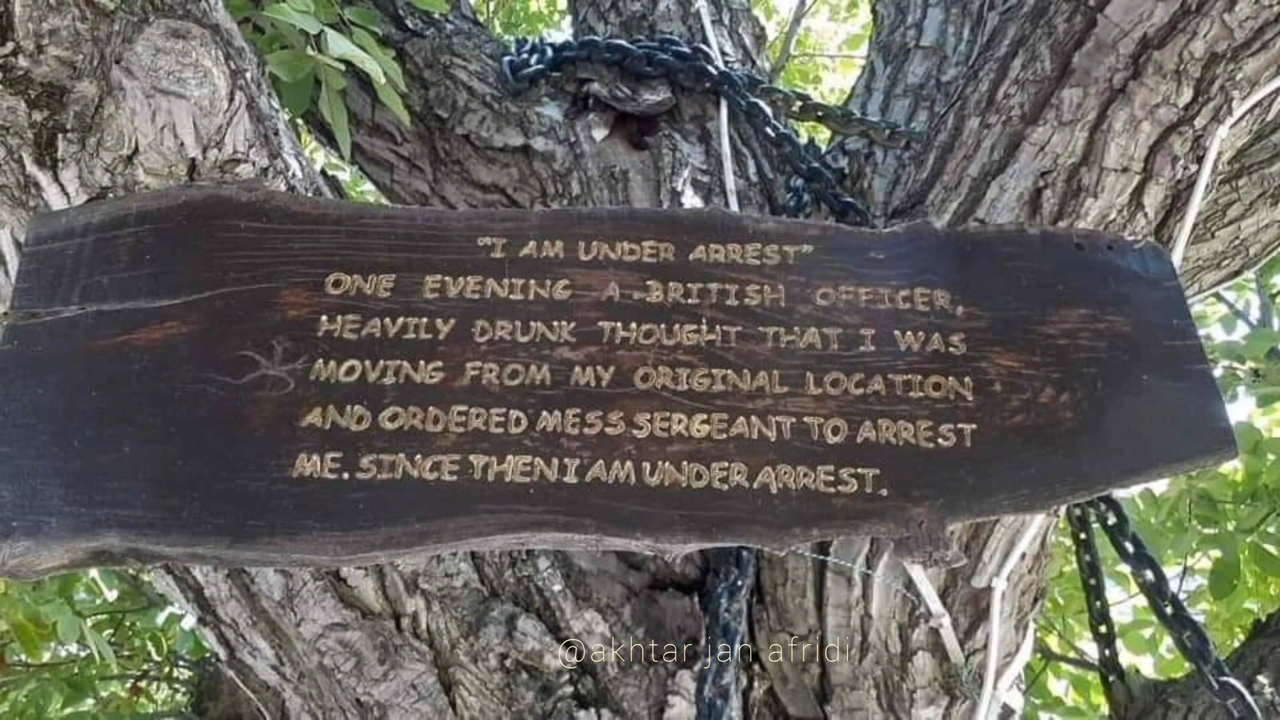 "I AM UNDER ARREST"
ONE EVENING A BRITISH OFFICER,
HEAVILY DRUNK THOUGHT THAT I WAS
MOVING FROM MY ORIGINAL LOCATION
AND ORDERED MESS SERGEANT TO ARREST
ME. SINCE THEN I AM UNDER ARREST.
@akhtar jan afridi